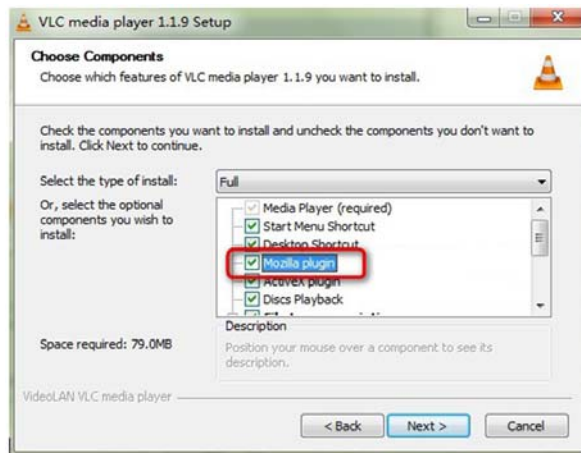 VLC media player 1.1.9 Setup
Choose Components
Choose which features of VLC media player 1.1.9 you want to install.
Check the components you want to install and uncheck the components you don't want to
install. Click Next to continue.
Select the type of install:
Full
Or, select the optional
components you wish to
install:
Media Player (required)
Start Menu Shortcut
Desktop Shortcut
Mozilla plugin
ActiveX plugin
Discs Playback
Space required: 79.0MB
Description
Position your mouse over a component to see its
description.
VideoLAN VLC media player
< Back
Next >
Cancel